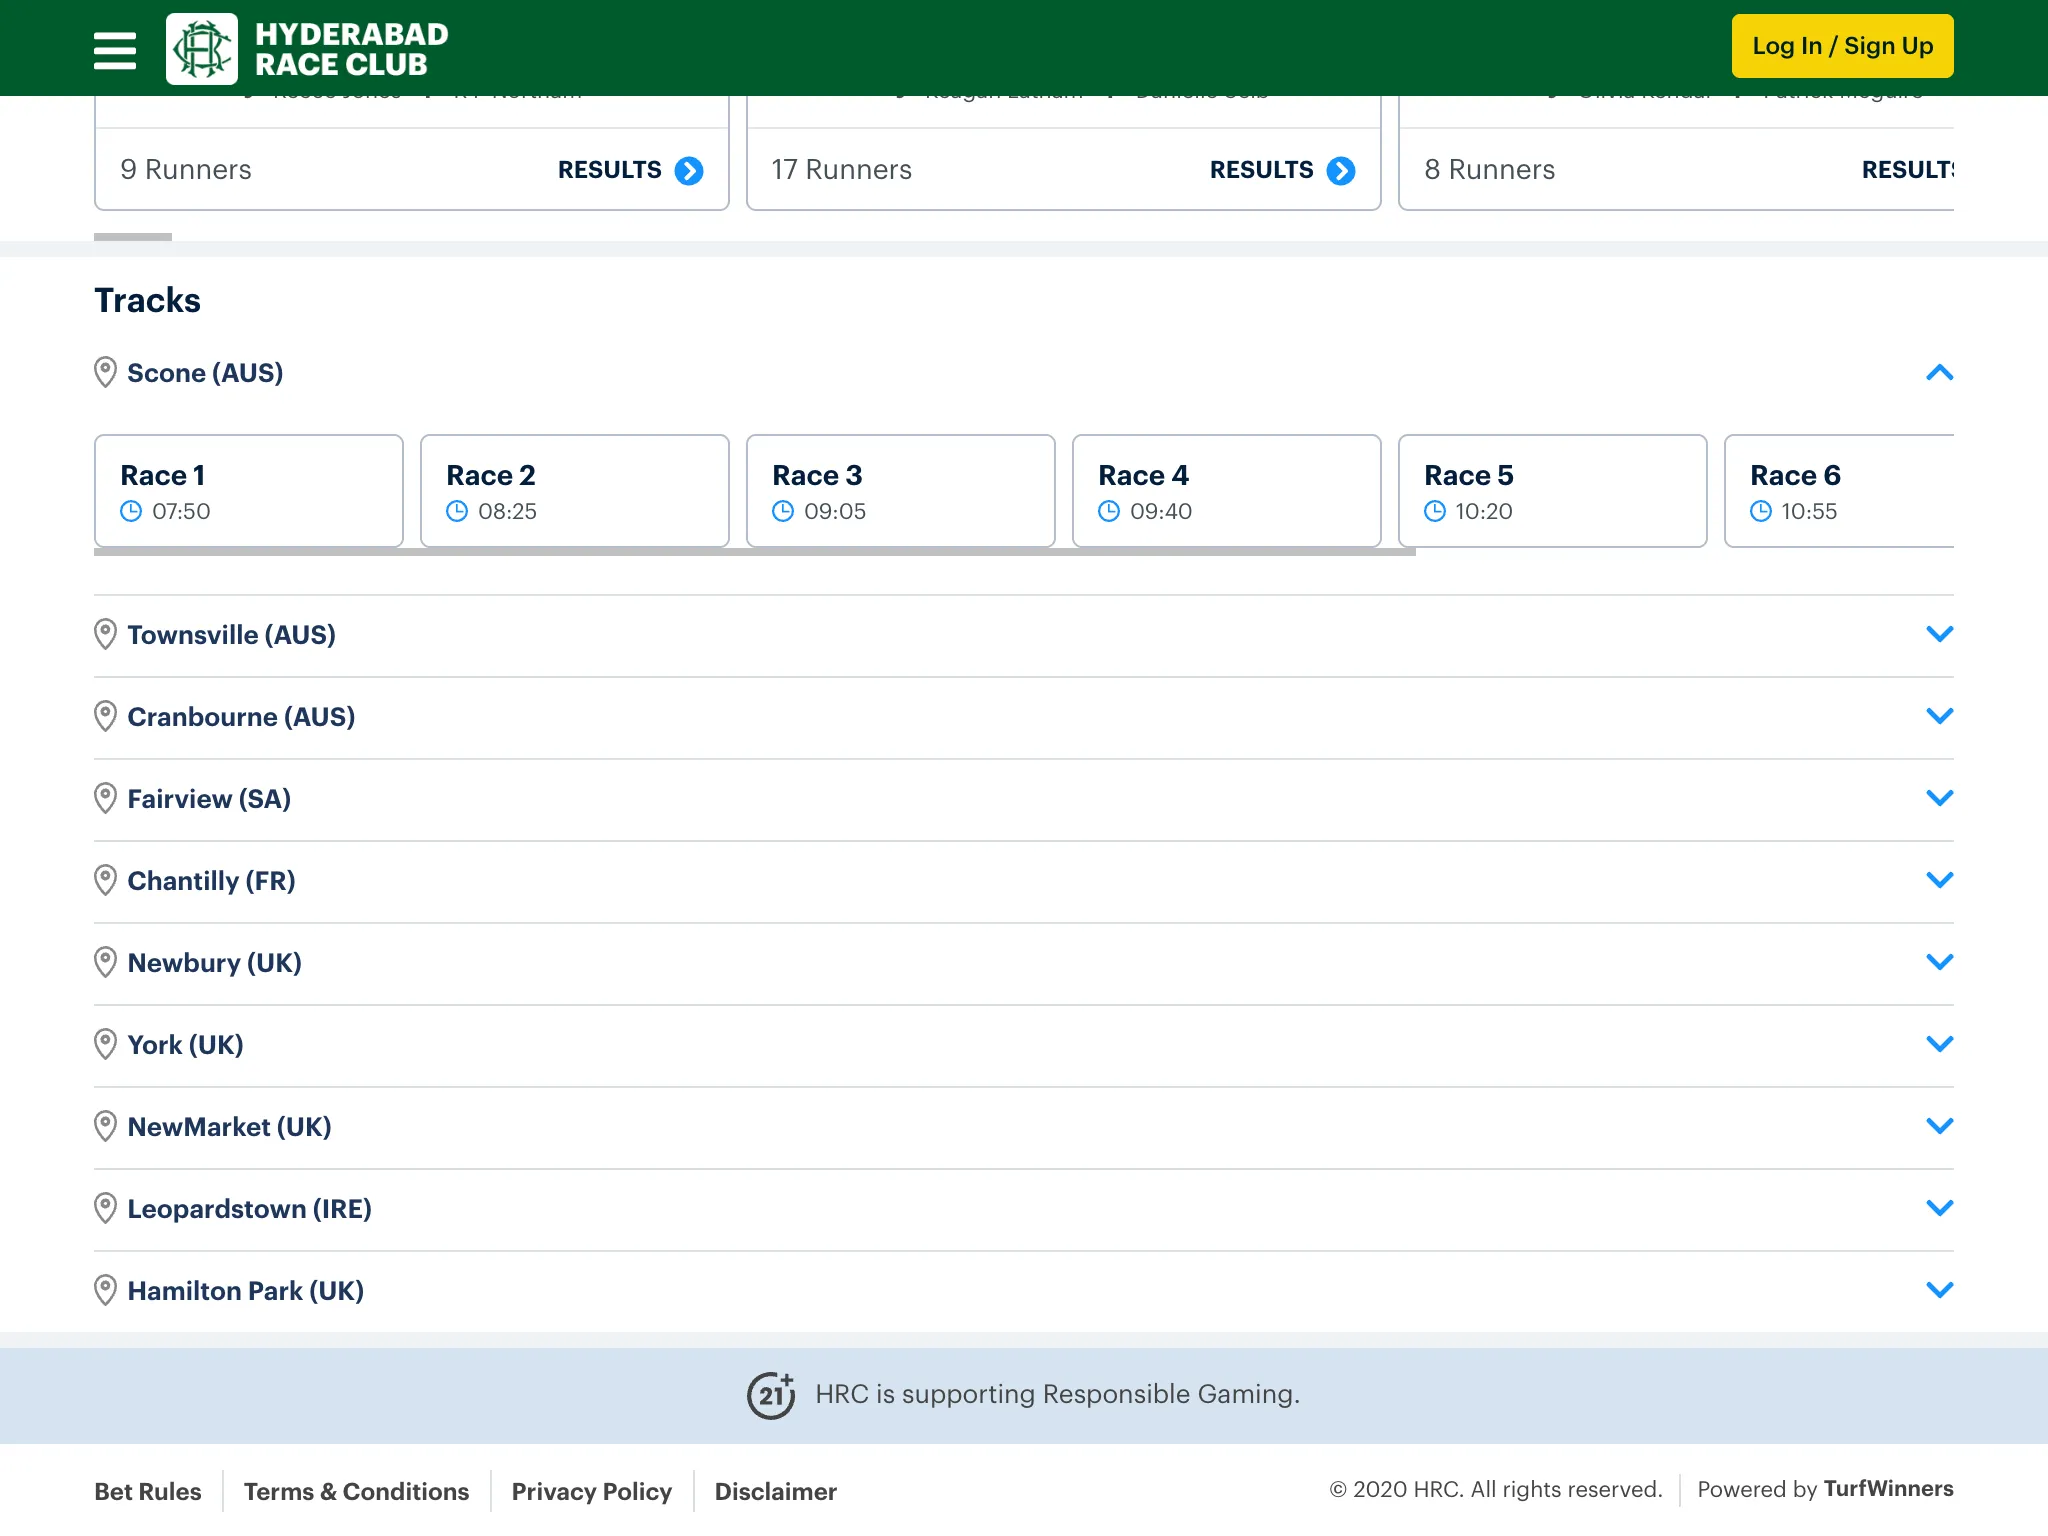 HYDERABAD
RACE CLUB
Log In / Sign Up
9 Runners
RESULTS
17 Runners
RESULTS
8 Runners
RESULTS
Tracks
Scone (AUS)
Race 1
07:50
Race 2
08:25
Race 3
09:05
Race 4
09:40
Race 5
10:20
Race 6
10:55
Townsville (AUS)
Cranbourne (AUS)
Fairview (SA)
Chantilly (FR)
Newbury (UK)
York (UK)
NewMarket (UK)
Leopardstown (IRE)
Hamilton Park (UK)
21+ HRC is supporting Responsible Gaming.
Bet Rules
Terms & Conditions
Privacy Policy
Disclaimer
© 2020 HRC. All rights reserved.
Powered by TurfWinners